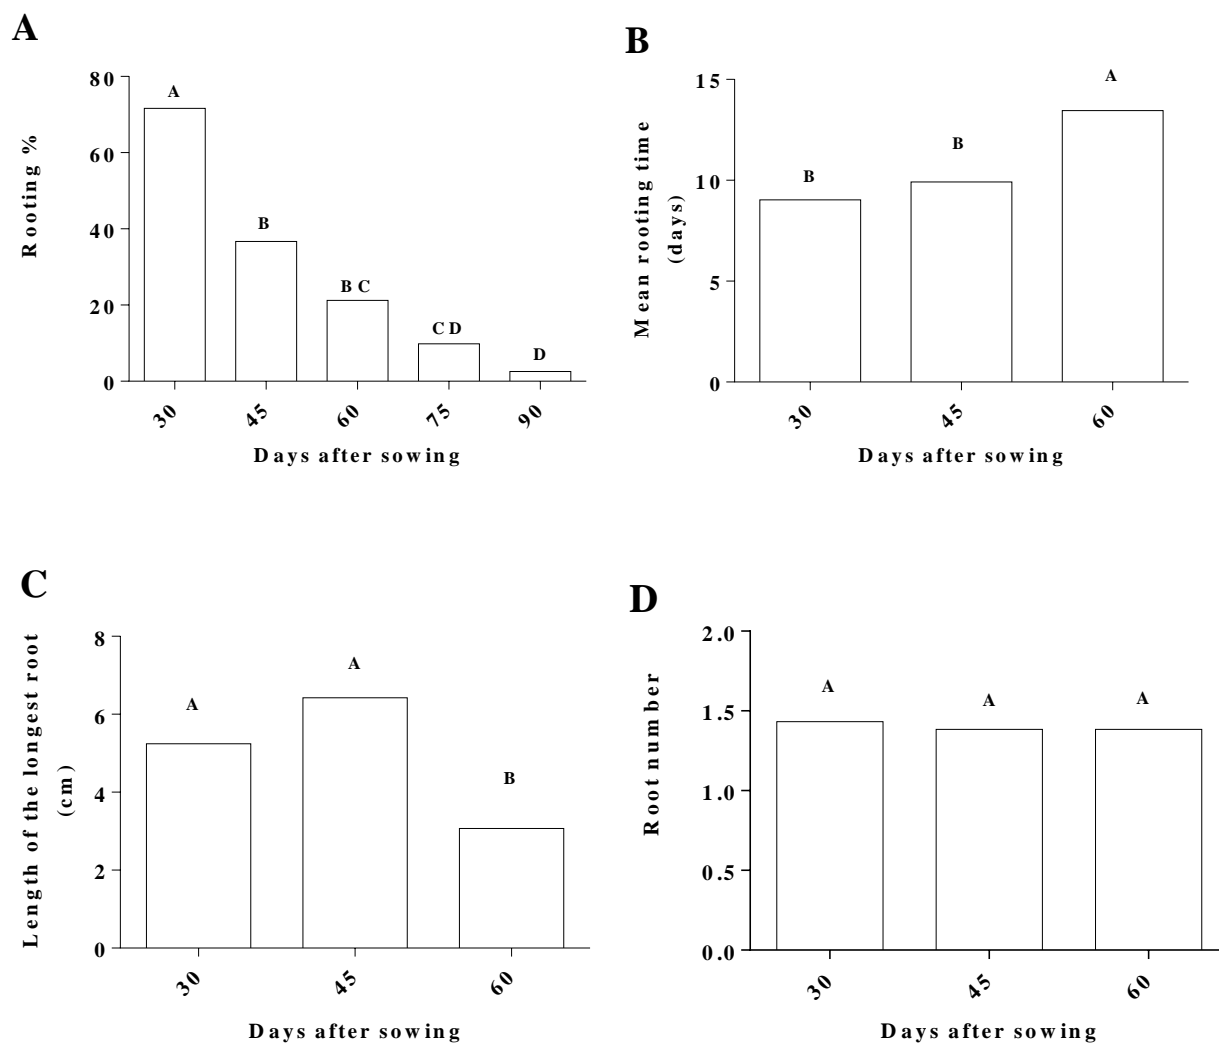 A
80
60
40
20
0
Rooting %
A
B
B C
C D
D
30 45 60 75 90
Days after sowing
B
15
10
5
0
Mean rooting time
(days)
B
B
A
30 45 60
Days after sowing
C
8
6
4
2
0
Length of the longest root
(cm)
A
A
B
30 45 60
Days after sowing
D
2.0
1.5
1.0
0.5
0.0
Root number
A
A
A
30 45 60
Days after sowing